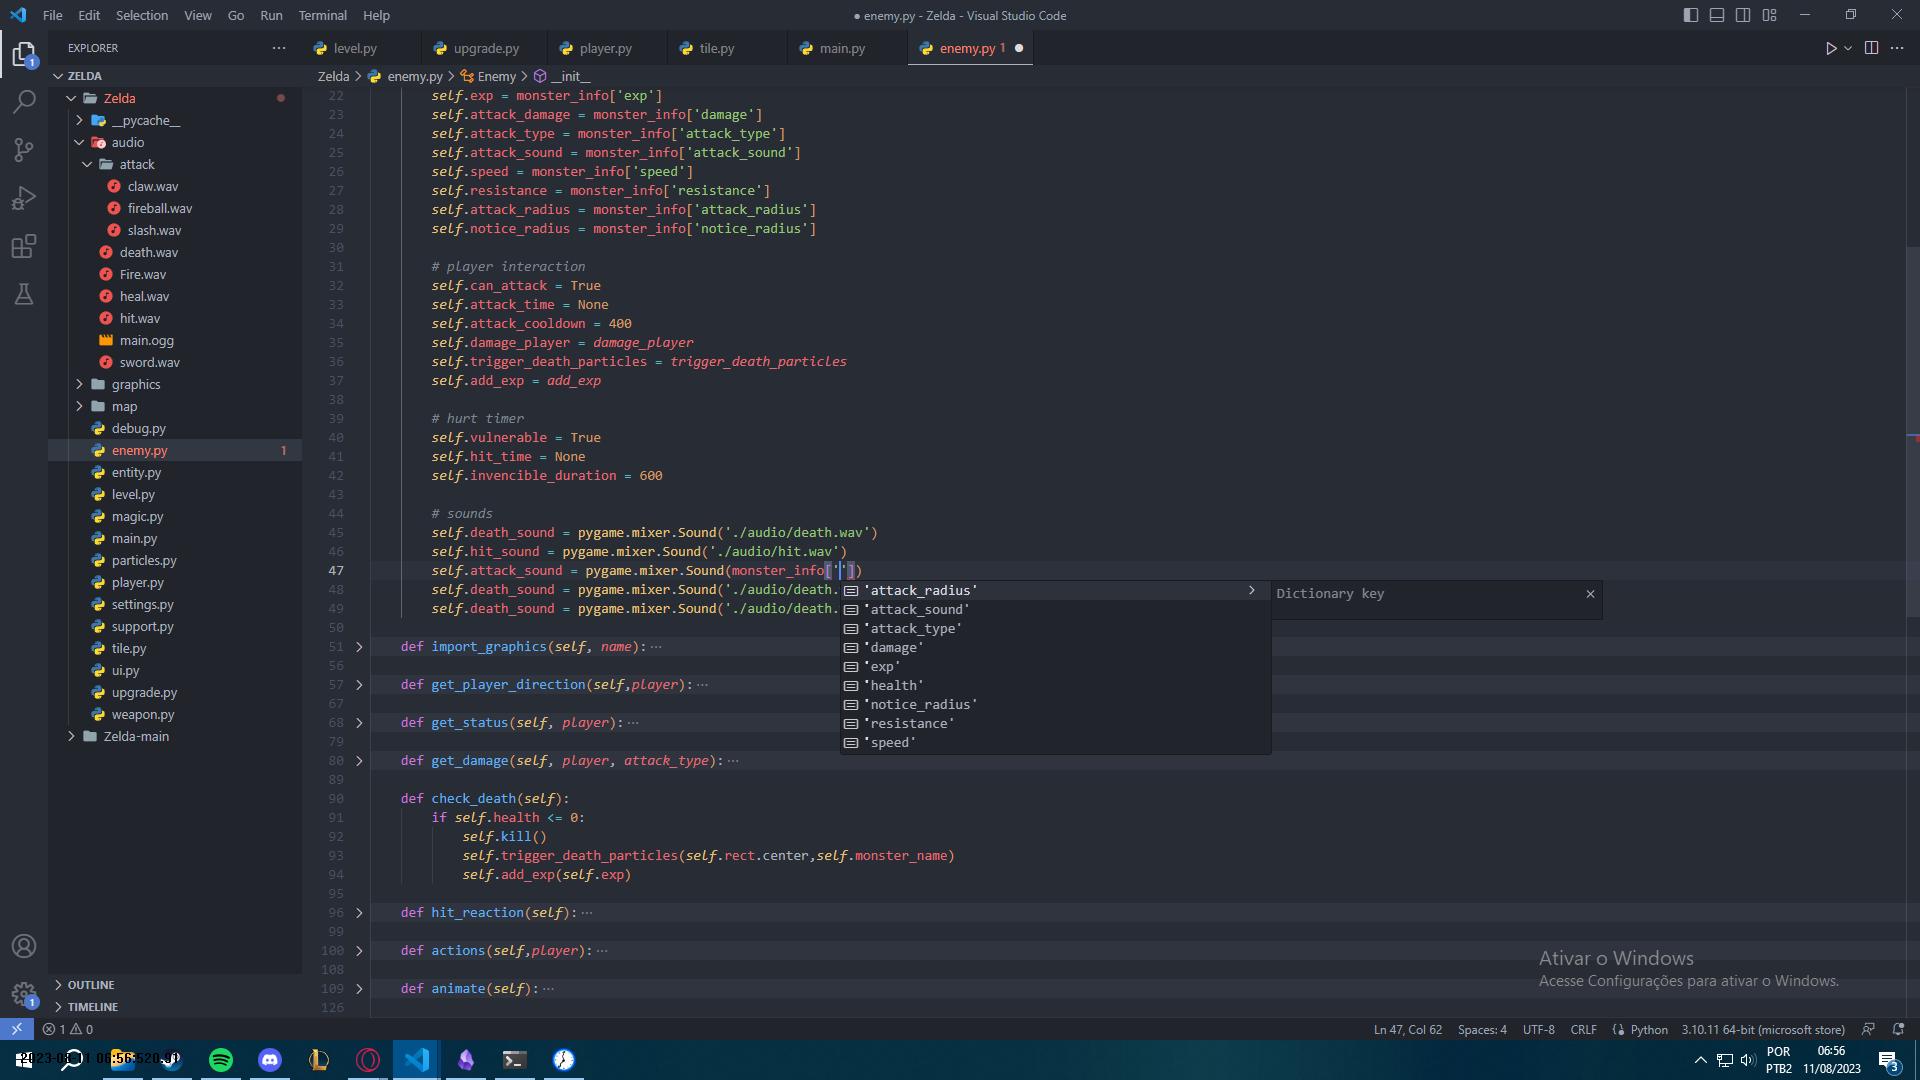 File Edit Selection View Go Run Terminal Help
● enemy.py - Zelda - Visual Studio Code
EXPLORER
level.py upgrade.py player.py tile.py main.py enemy.py 1
Zelda > enemy.py > Enemy > __init__
ZELDA
Zelda
__pycache__
audio
attack
claw.wav
fireball.wav
slash.wav
death.wav
Fire.wav
heal.wav
hit.wav
main.ogg
sword.wav
graphics
map
debug.py
enemy.py 1
entity.py
level.py
magic.py
main.py
particles.py
player.py
settings.py
support.py
tile.py
ui.py
upgrade.py
weapon.py
Zelda-main
OUTLINE
TIMELINE
22 self.exp = monster_info['exp']
23 self.attack_damage = monster_info['damage']
24 self.attack_type = monster_info['attack_type']
25 self.attack_sound = monster_info['attack_sound']
26 self.speed = monster_info['speed']
27 self.resistance = monster_info['resistance']
28 self.attack_radius = monster_info['attack_radius']
29 self.notice_radius = monster_info['notice_radius']
30
31 # player interaction
32 self.can_attack = True
33 self.attack_time = None
34 self.attack_cooldown = 400
35 self.damage_player = damage_player
36 self.trigger_death_particles = trigger_death_particles
37 self.add_exp = add_exp
38
39 # hurt timer
40 self.vulnerable = True
41 self.hit_time = None
42 self.invencible_duration = 600
43
44 # sounds
45 self.death_sound = pygame.mixer.Sound('./audio/death.wav')
46 self.hit_sound = pygame.mixer.Sound('./audio/hit.wav')
47 self.attack_sound = pygame.mixer.Sound(monster_info[''])
48 self.death_sound = pygame.mixer.Sound('./audio/death.
49 self.death_sound = pygame.mixer.Sound('./audio/death.
50
'attack_radius'
'attack_sound'
'attack_type'
'damage'
'exp'
'health'
'notice_radius'
'resistance'
'speed'
Dictionary key
51 def import_graphics(self, name): ···
56
57 def get_player_direction(self,player): ···
67
68 def get_status(self, player): ···
79
80 def get_damage(self, player, attack_type): ···
89
90 def check_death(self):
91 if self.health <= 0:
92 self.kill()
93 self.trigger_death_particles(self.rect.center,self.monster_name)
94 self.add_exp(self.exp)
95
96 def hit_reaction(self): ···
99
100 def actions(self,player): ···
108
109 def animate(self): ···
126
Ativar o Windows
Acesse Configurações para ativar o Windows.
1 0
Ln 47, Col 62 Spaces: 4 UTF-8 CRLF Python 3.10.11 64-bit (microsoft store)
POR
PTB2
06:56
11/08/2023
3